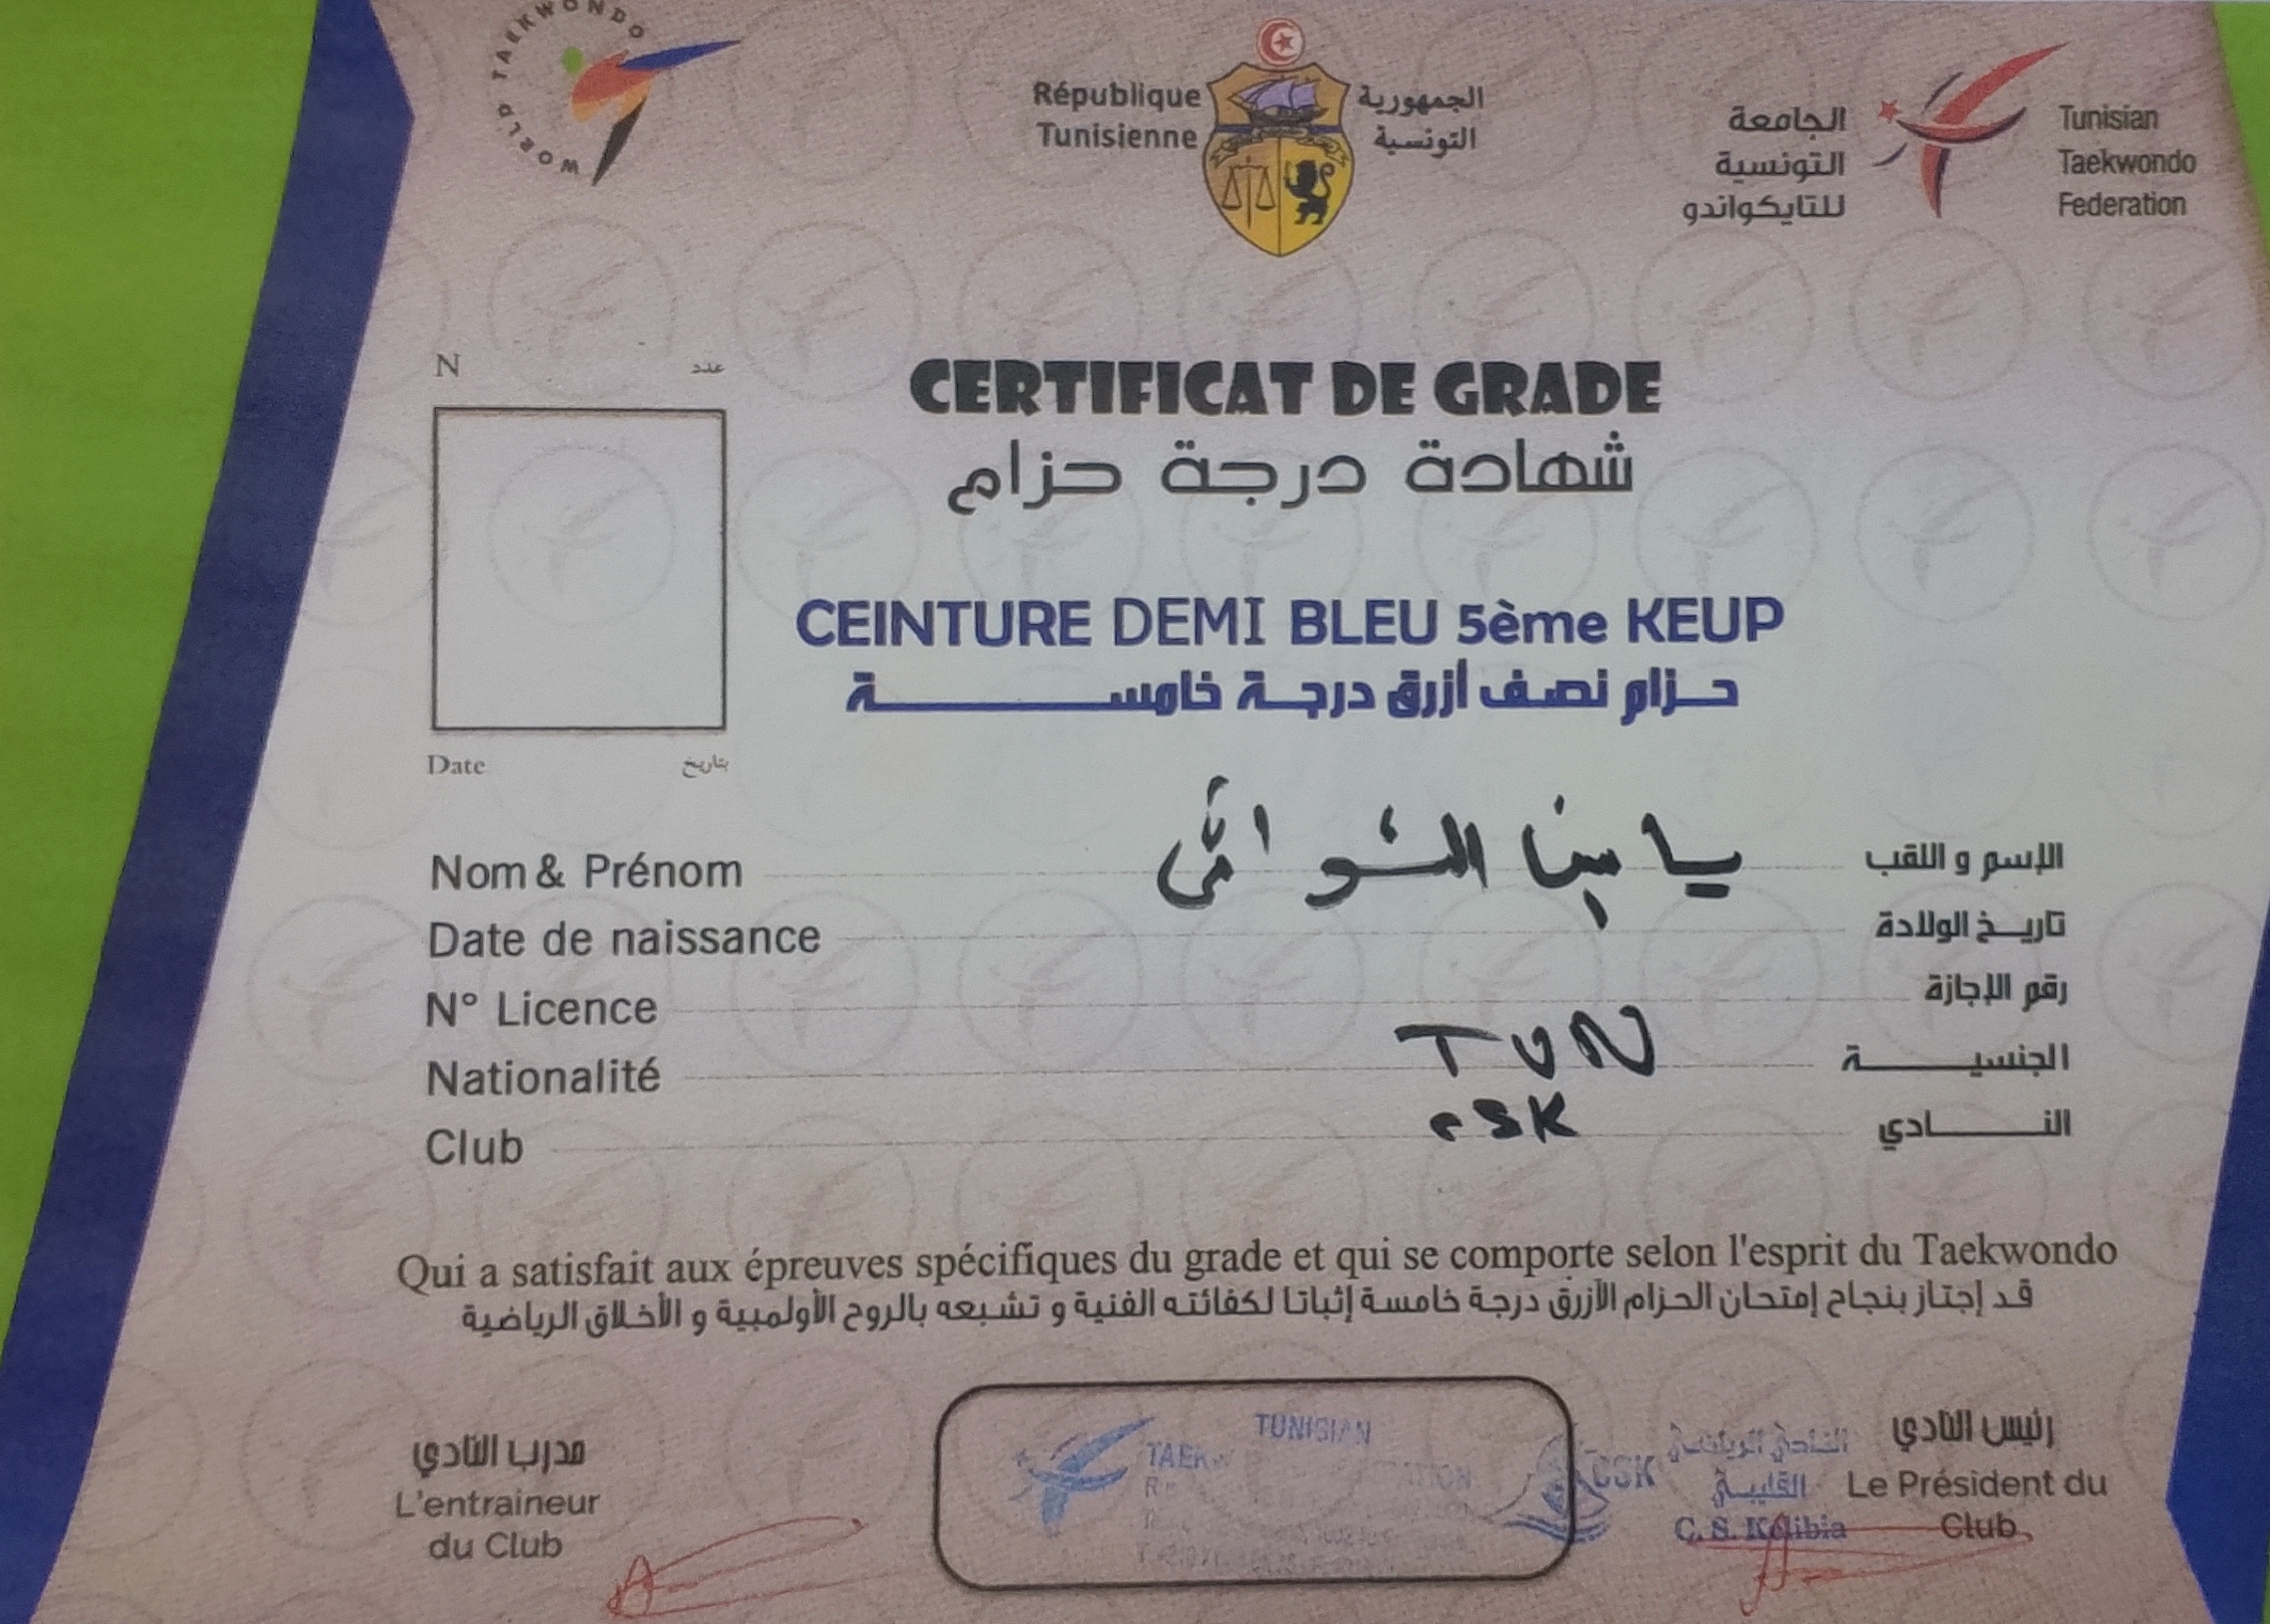 WORLD TAEKWONDO
République
Tunisienne
الجمهورية
التونسية
الجامعة
التونسية
للتايكواندو
Tunisian
Taekwondo
Federation
N عدد
CERTIFICAT DE GRADE
شهادة درجة حزام
CEINTURE DEMI BLEU 5ème KEUP
حزام نصف أزرق درجة خامسة
Date بتاريخ
Nom & Prénom الإسم و اللقب
Date de naissance تاريخ الولادة
N° Licence رقم الإجازة
Nationalité TUN الجنسية
Club CSK النادي
Qui a satisfait aux épreuves spécifiques du grade et qui se comporte selon l'esprit du Taekwondo
قد إجتاز بنجاح إمتحان الحزام الأزرق درجة خامسة إثباتا لكفائته الفنية و تشبعه بالروح الأولمبية و الأخلاق الرياضية
مدرب النادي
L'entraineur
du Club
TUNISIAN
CSK
النادي الرياضي
القليبي
C. S. Kelibia
رئيس النادي
Le Président du
Club